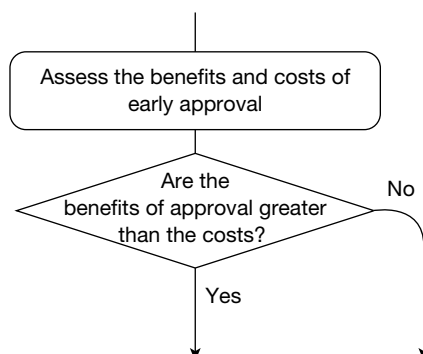 Assess the benefits and costs of
early approval
Are the
benefits of approval greater
than the costs?
No
Yes